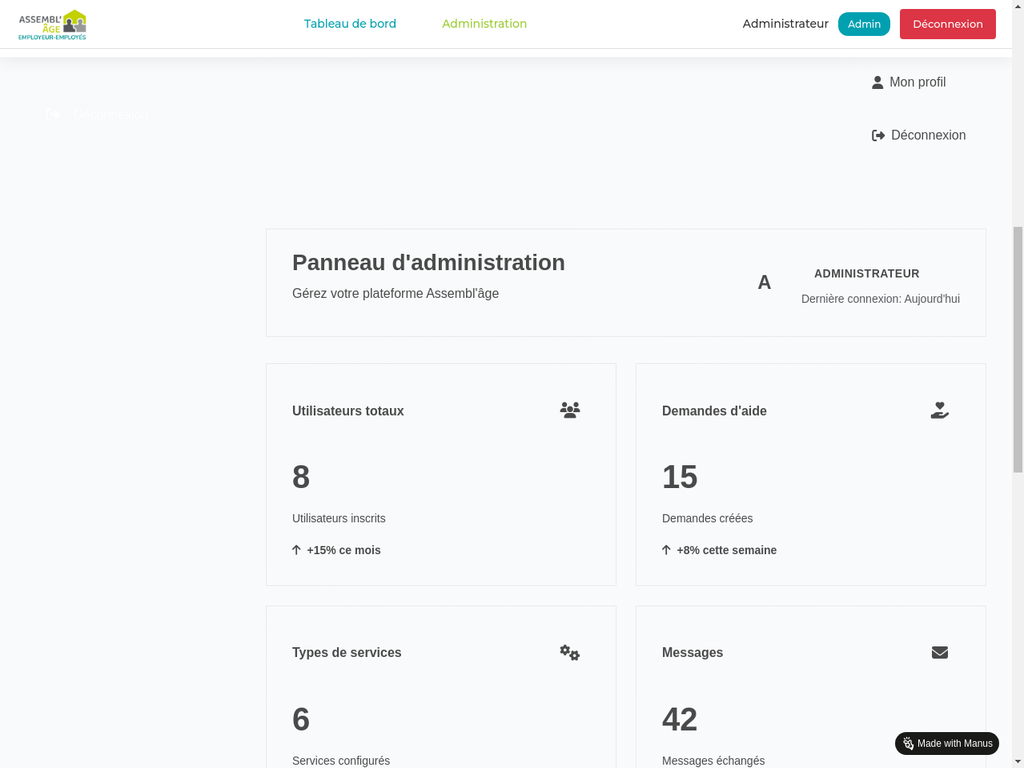 ASSEMBL'
ÂGE
EMPLOYEUR-EMPLOYÉS
Tableau de bord
Administration
Administrateur
Admin
Déconnexion
Mon profil
Déconnexion
Déconnexion
Panneau d'administration
Gérez votre plateforme Assembl'âge
A
ADMINISTRATEUR
Dernière connexion: Aujourd'hui
Utilisateurs totaux
8
Utilisateurs inscrits
+15% ce mois
Demandes d'aide
15
Demandes créées
+8% cette semaine
Types de services
6
Services configurés
Messages
42
Messages échangés
Made with Manus